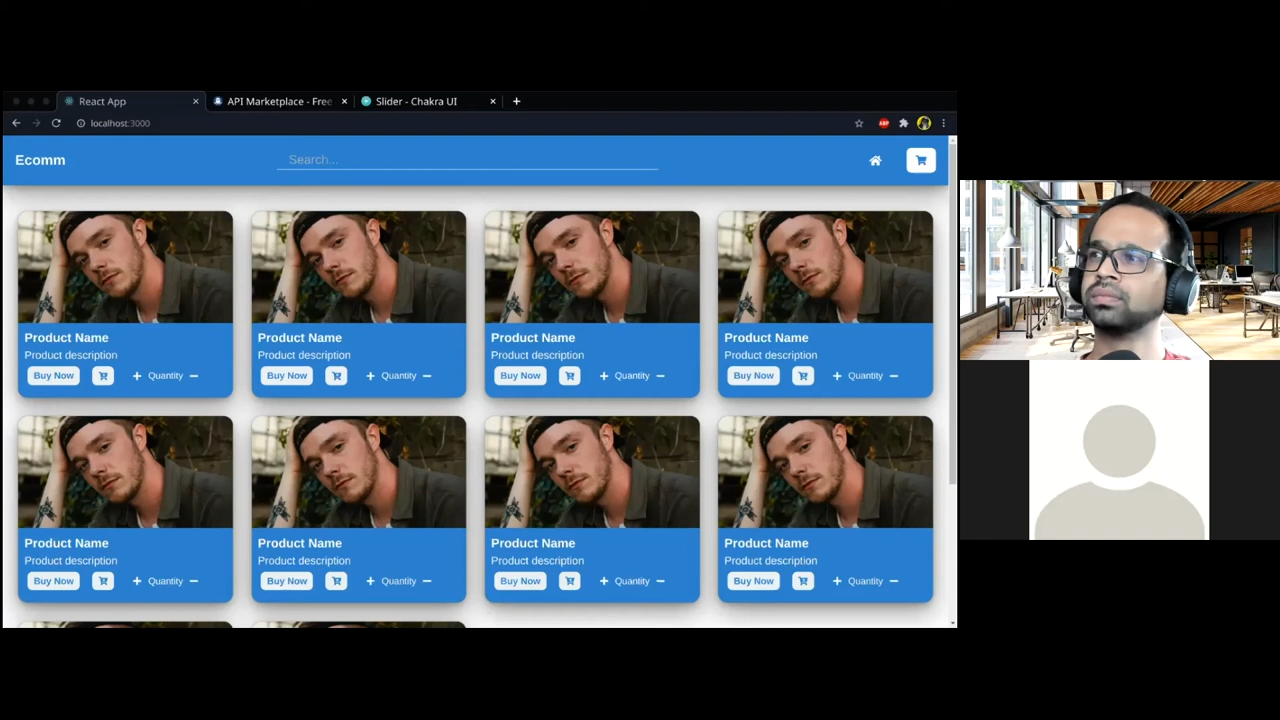 React App
API Marketplace - Free
Slider - Chakra UI
localhost:3000
ABP
Ecomm
Search...
Product Name
Product description
Buy Now
Quantity
Product Name
Product description
Buy Now
Quantity
Product Name
Product description
Buy Now
Quantity
Product Name
Product description
Buy Now
Quantity
Product Name
Product description
Buy Now
Quantity
Product Name
Product description
Buy Now
Quantity
Product Name
Product description
Buy Now
Quantity
Product Name
Product description
Buy Now
Quantity